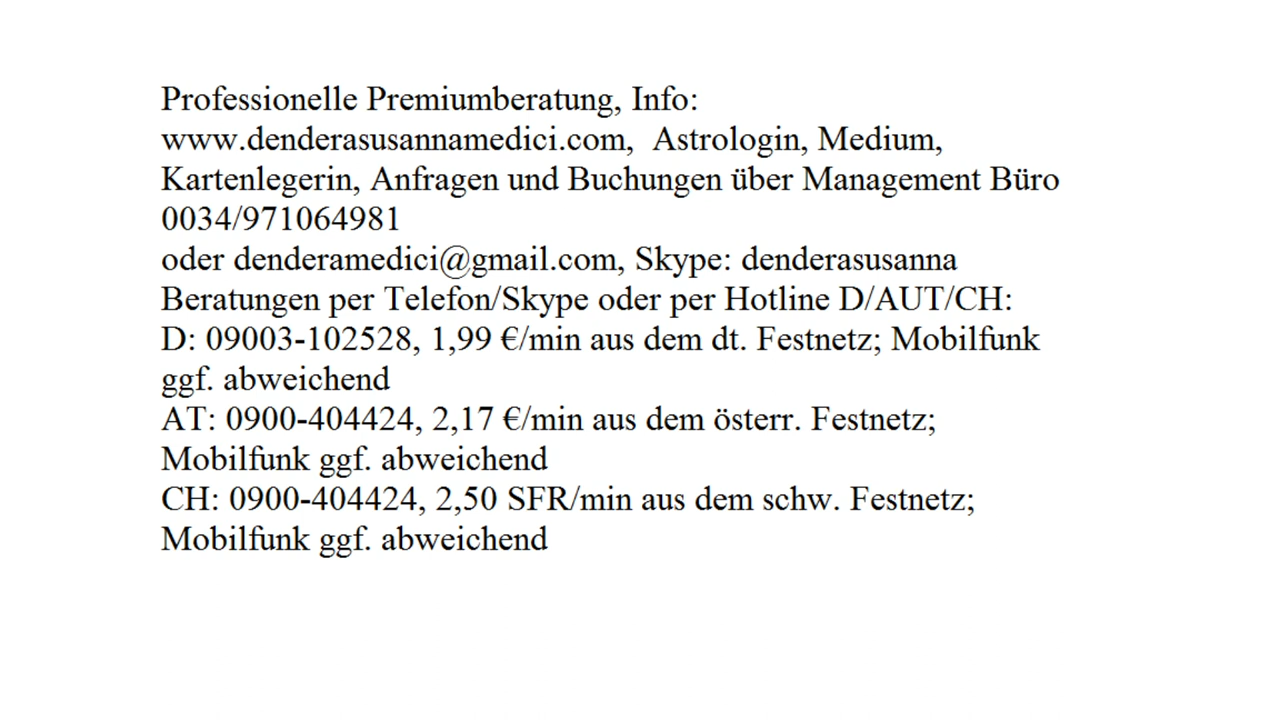 Professionelle Premiumberatung, Info:
www.denderasusannamedici.com,  Astrologin, Medium,
Kartenlegerin, Anfragen und Buchungen über Management Büro
0034/971064981
oder denderamedici@gmail.com, Skype: denderasusanna
Beratungen per Telefon/Skype oder per Hotline D/AUT/CH:
D: 09003-102528, 1,99 €/min aus dem dt. Festnetz; Mobilfunk
ggf. abweichend
AT: 0900-404424, 2,17 €/min aus dem österr. Festnetz;
Mobilfunk ggf. abweichend
CH: 0900-404424, 2,50 SFR/min aus dem schw. Festnetz;
Mobilfunk ggf. abweichend